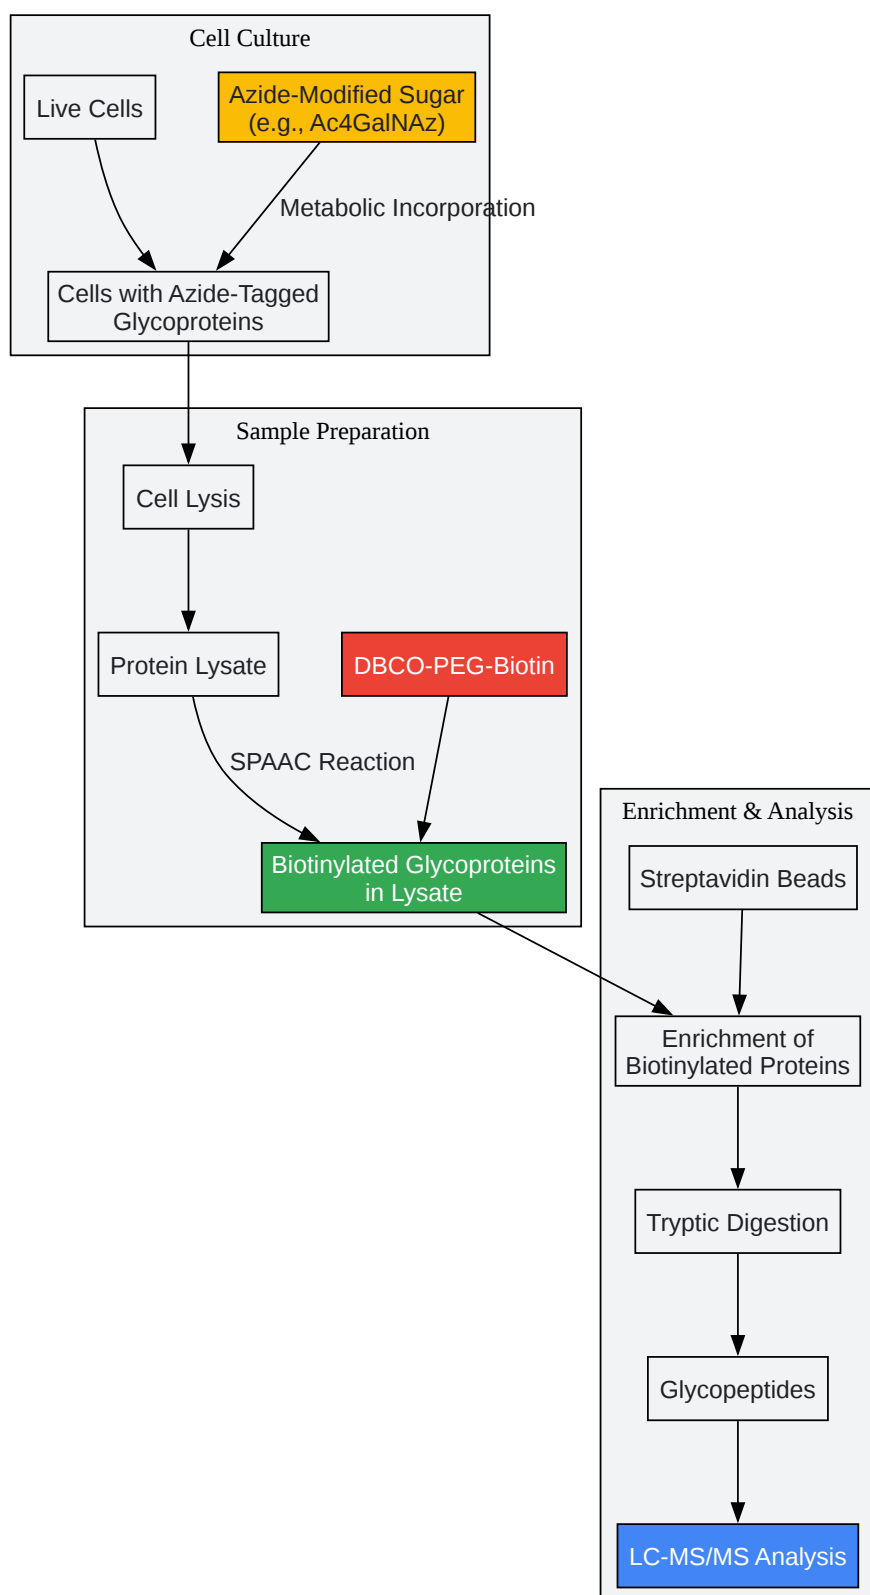 Cell Culture
Live Cells
Azide-Modified Sugar
(e.g., Ac4GalNAz)
Metabolic Incorporation
Cells with Azide-Tagged
Glycoproteins
Sample Preparation
Cell Lysis
Protein Lysate
DBCO-PEG-Biotin
SPAAC Reaction
Biotinylated Glycoproteins
in Lysate
Enrichment & Analysis
Streptavidin Beads
Enrichment of
Biotinylated Proteins
Tryptic Digestion
Glycopeptides
LC-MS/MS Analysis